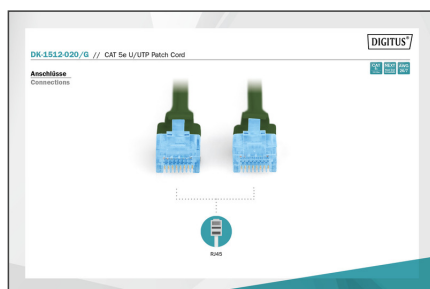 DIGITUS®
DK-1512-020/G // CAT 5e U/UTP Patch Cord
Anschlüsse
Connections
RJ45